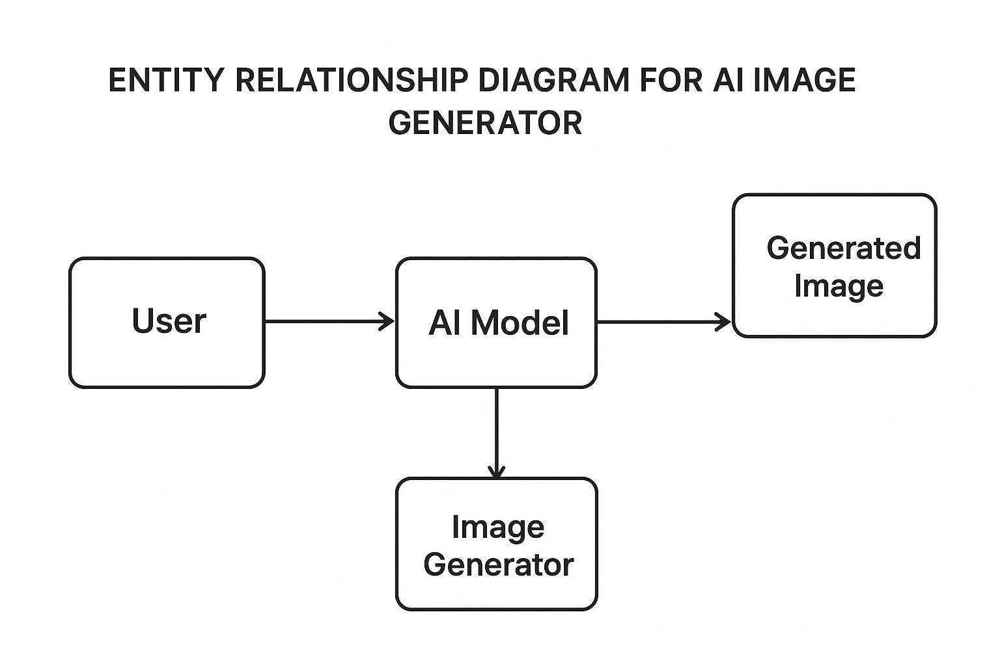 ENTITY RELATIONSHIP DIAGRAM FOR AI IMAGE
GENERATOR
User
AI Model
Generated
Image
Image
Generator